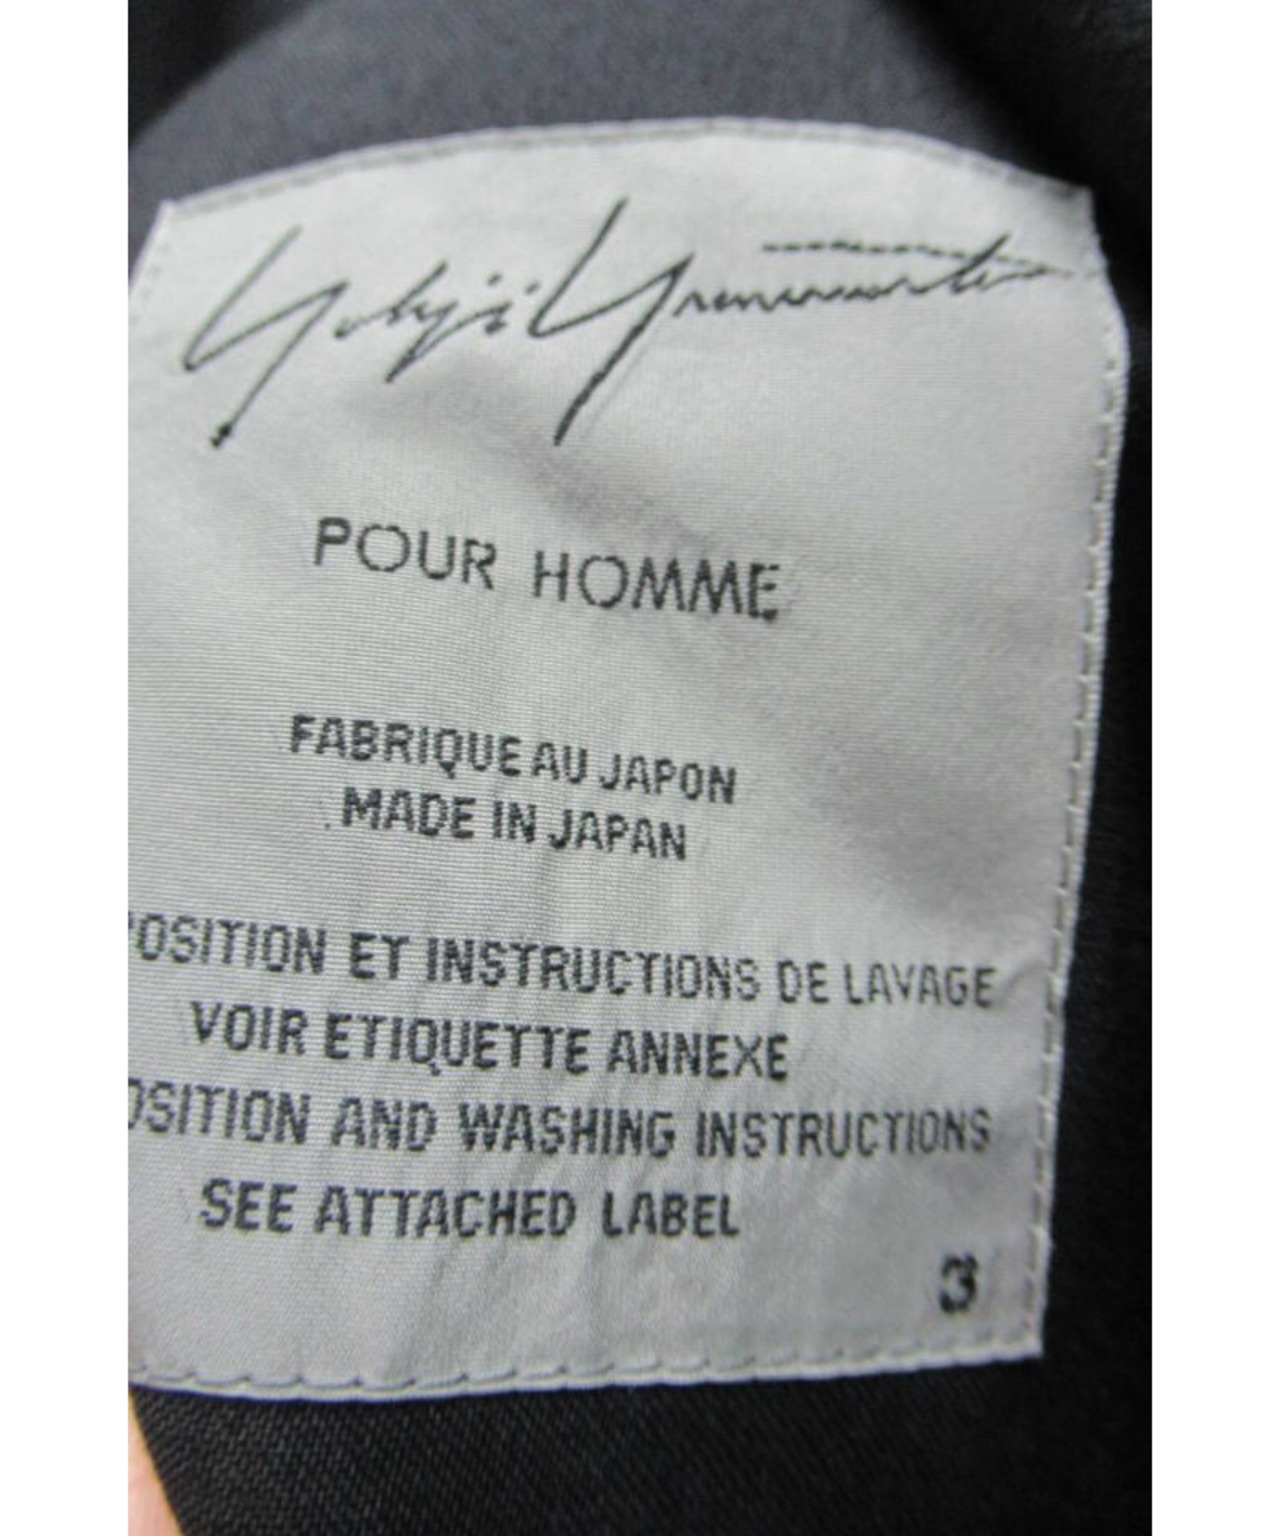 Yohji Yamamoto
POUR HOMME
FABRIQUE AU JAPON
MADE IN JAPAN
POSITION ET INSTRUCTIONS DE LAVAGE
VOIR ETIQUETTE ANNEXE
OSITION AND WASHING INSTRUCTIONS
SEE ATTACHED LABEL
3